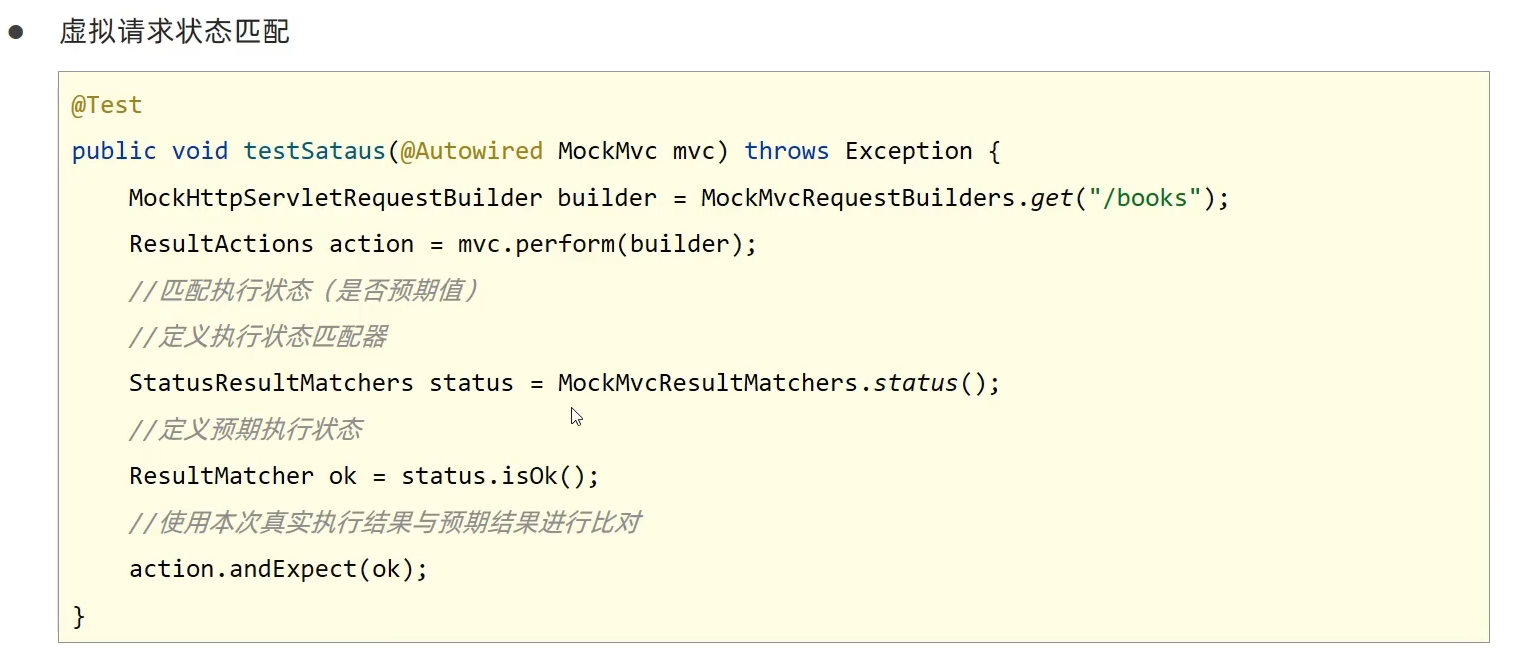 ● 虚拟请求状态匹配
@Test
public void testSataus(@Autowired MockMvc mvc) throws Exception {
    MockHttpServletRequestBuilder builder = MockMvcRequestBuilders.get("/books");
    ResultActions action = mvc.perform(builder);
    //匹配执行状态（是否预期值）
    //定义执行状态匹配器
    StatusResultMatchers status = MockMvcResultMatchers.status();
    //定义预期执行状态
    ResultMatcher ok = status.isOk();
    //使用本次真实执行结果与预期结果进行比对
    action.andExpect(ok);
}